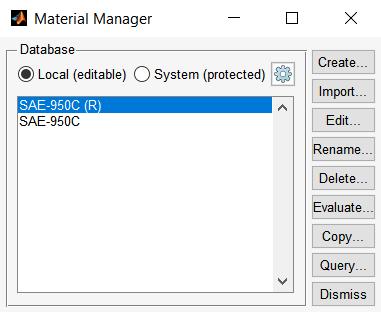 Material Manager
Database
Local (editable)
System (protected)
SAE-950C (R)
SAE-950C
Create...
Import...
Edit...
Rename...
Delete...
Evaluate...
Copy...
Query...
Dismiss